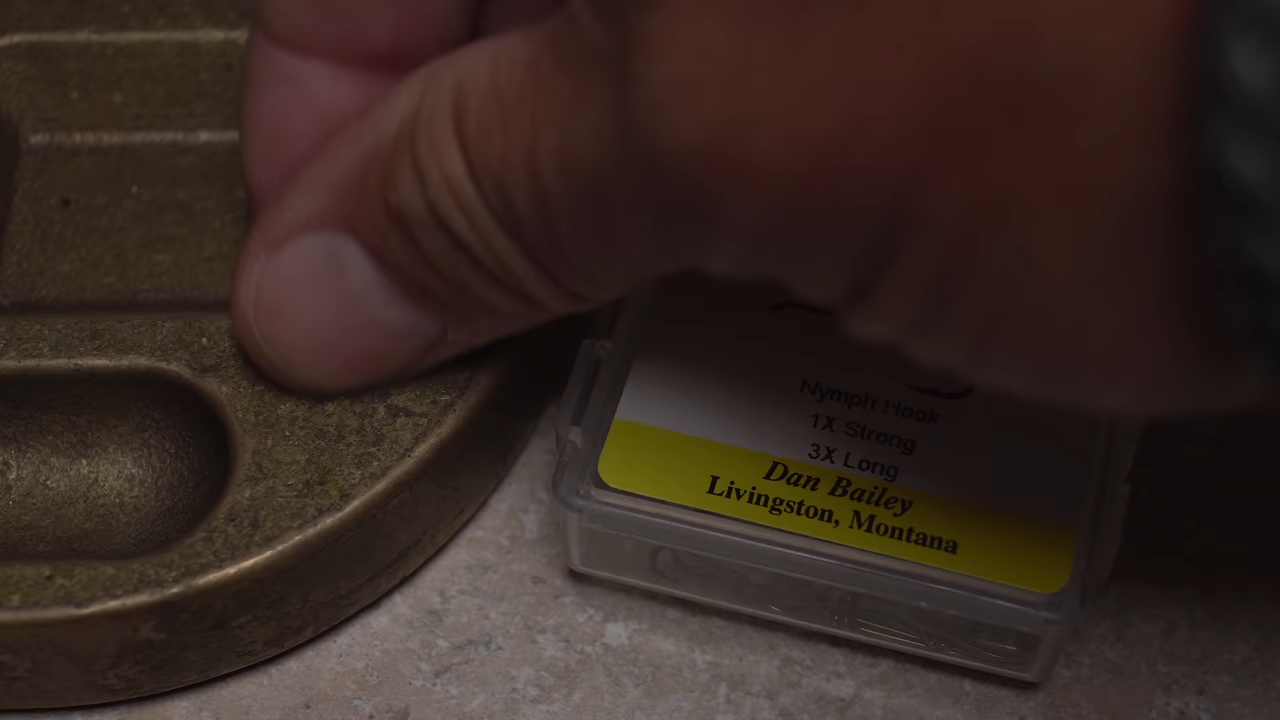 Nymph Hook
1X Strong
3X Long
Dan Bailey
Livingston, Montana